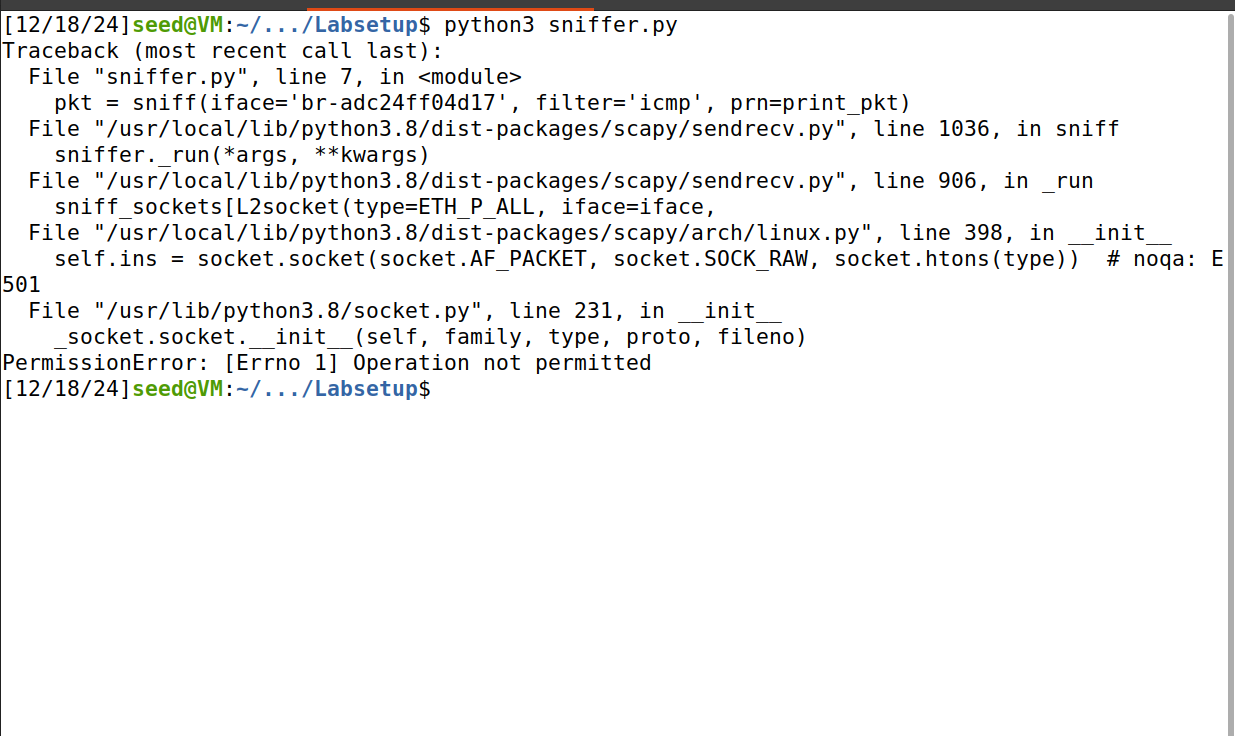 [12/18/24]seed@VM:~/.../Labsetup$ python3 sniffer.py
Traceback (most recent call last):
  File "sniffer.py", line 7, in <module>
    pkt = sniff(iface='br-adc24ff04d17', filter='icmp', prn=print_pkt)
  File "/usr/local/lib/python3.8/dist-packages/scapy/sendrecv.py", line 1036, in sniff
    sniffer._run(*args, **kwargs)
  File "/usr/local/lib/python3.8/dist-packages/scapy/sendrecv.py", line 906, in _run
    sniff_sockets[L2socket(type=ETH_P_ALL, iface=iface,
  File "/usr/local/lib/python3.8/dist-packages/scapy/arch/linux.py", line 398, in __init__
    self.ins = socket.socket(socket.AF_PACKET, socket.SOCK_RAW, socket.htons(type))  # noqa: E
501
  File "/usr/lib/python3.8/socket.py", line 231, in __init__
    _socket.socket.__init__(self, family, type, proto, fileno)
PermissionError: [Errno 1] Operation not permitted
[12/18/24]seed@VM:~/.../Labsetup$